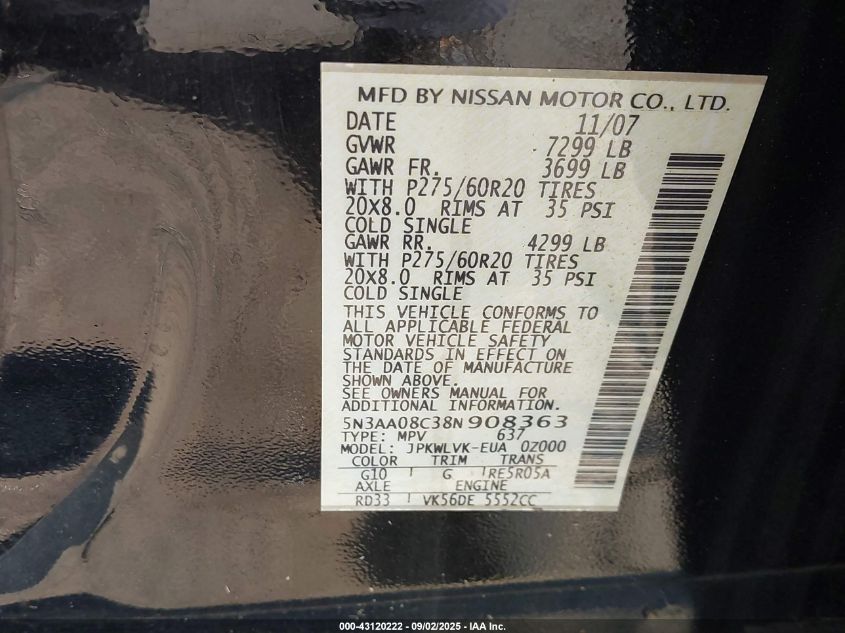 MFD BY NISSAN MOTOR CO., LTD.
DATE 11/07
GVWR 7299 LB
GAWR FR. 3699 LB
WITH P275/60R20 TIRES
20X8.0 RIMS AT 35 PSI
COLD SINGLE
GAWR RR. 4299 LB
WITH P275/60R20 TIRES
20X8.0 RIMS AT 35 PSI
COLD SINGLE
THIS VEHICLE CONFORMS TO
ALL APPLICABLE FEDERAL
MOTOR VEHICLE SAFETY
STANDARDS IN EFFECT ON
THE DATE OF MANUFACTURE
SHOWN ABOVE.
SEE OWNERS MANUAL FOR
ADDITIONAL INFORMATION.
5N3AA08C38N908363
TYPE: MPV 637
MODEL: JPKWLVK-EUA 0Z000
COLOR TRIM TRANS
G10 G RE5R05A
AXLE ENGINE
RD33 VK56DE 5552CC
000-43120222 - 09/02/2025 - IAA Inc.